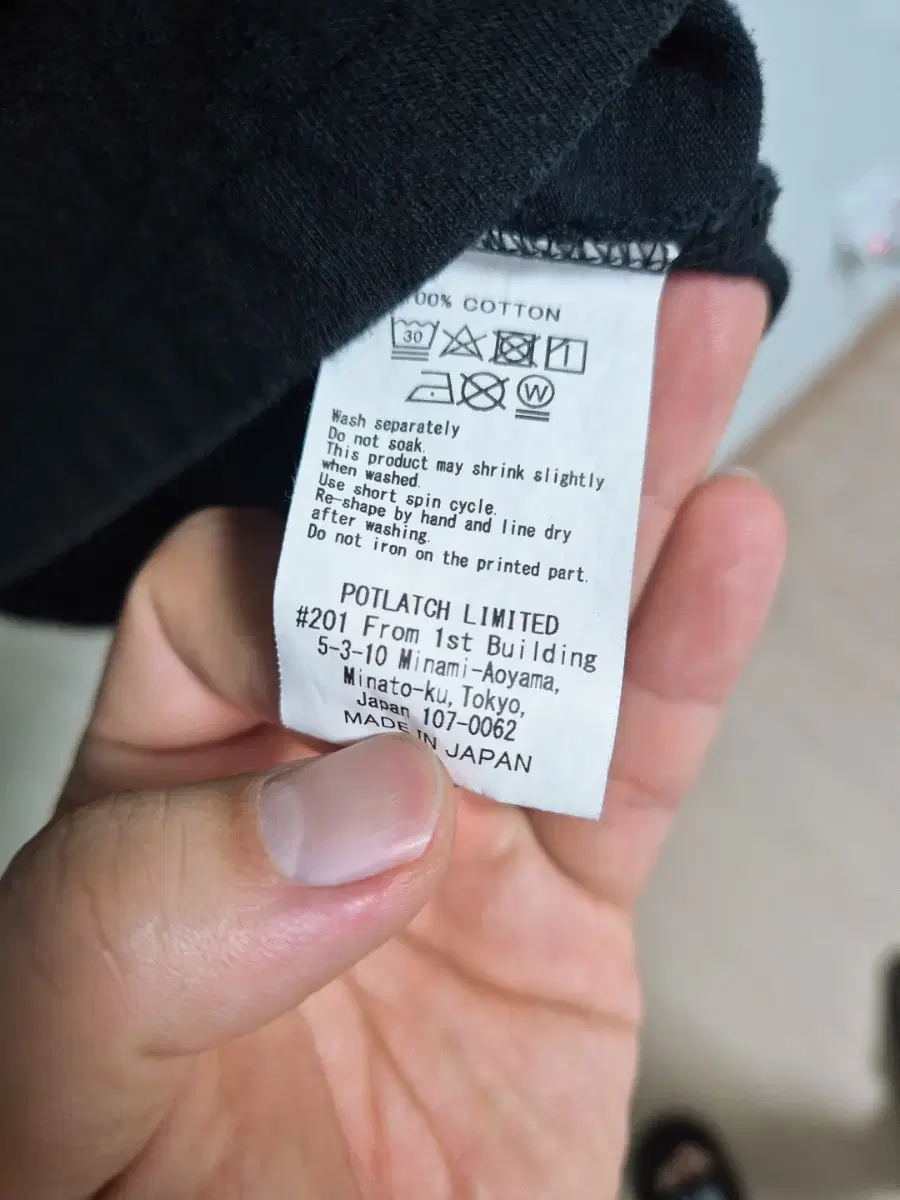 100% COTTON
30
W
Wash separately
Do not soak.
This product may shrink slightly
when washed.
Use short spin cycle.
Re-shape by hand and line dry
after washing.
Do not iron on the printed part.
POTLATCH LIMITED
#201 From 1st Building
5-3-10 Minami-Aoyama,
Minato-ku, Tokyo,
Japan 107-0062
MADE IN JAPAN